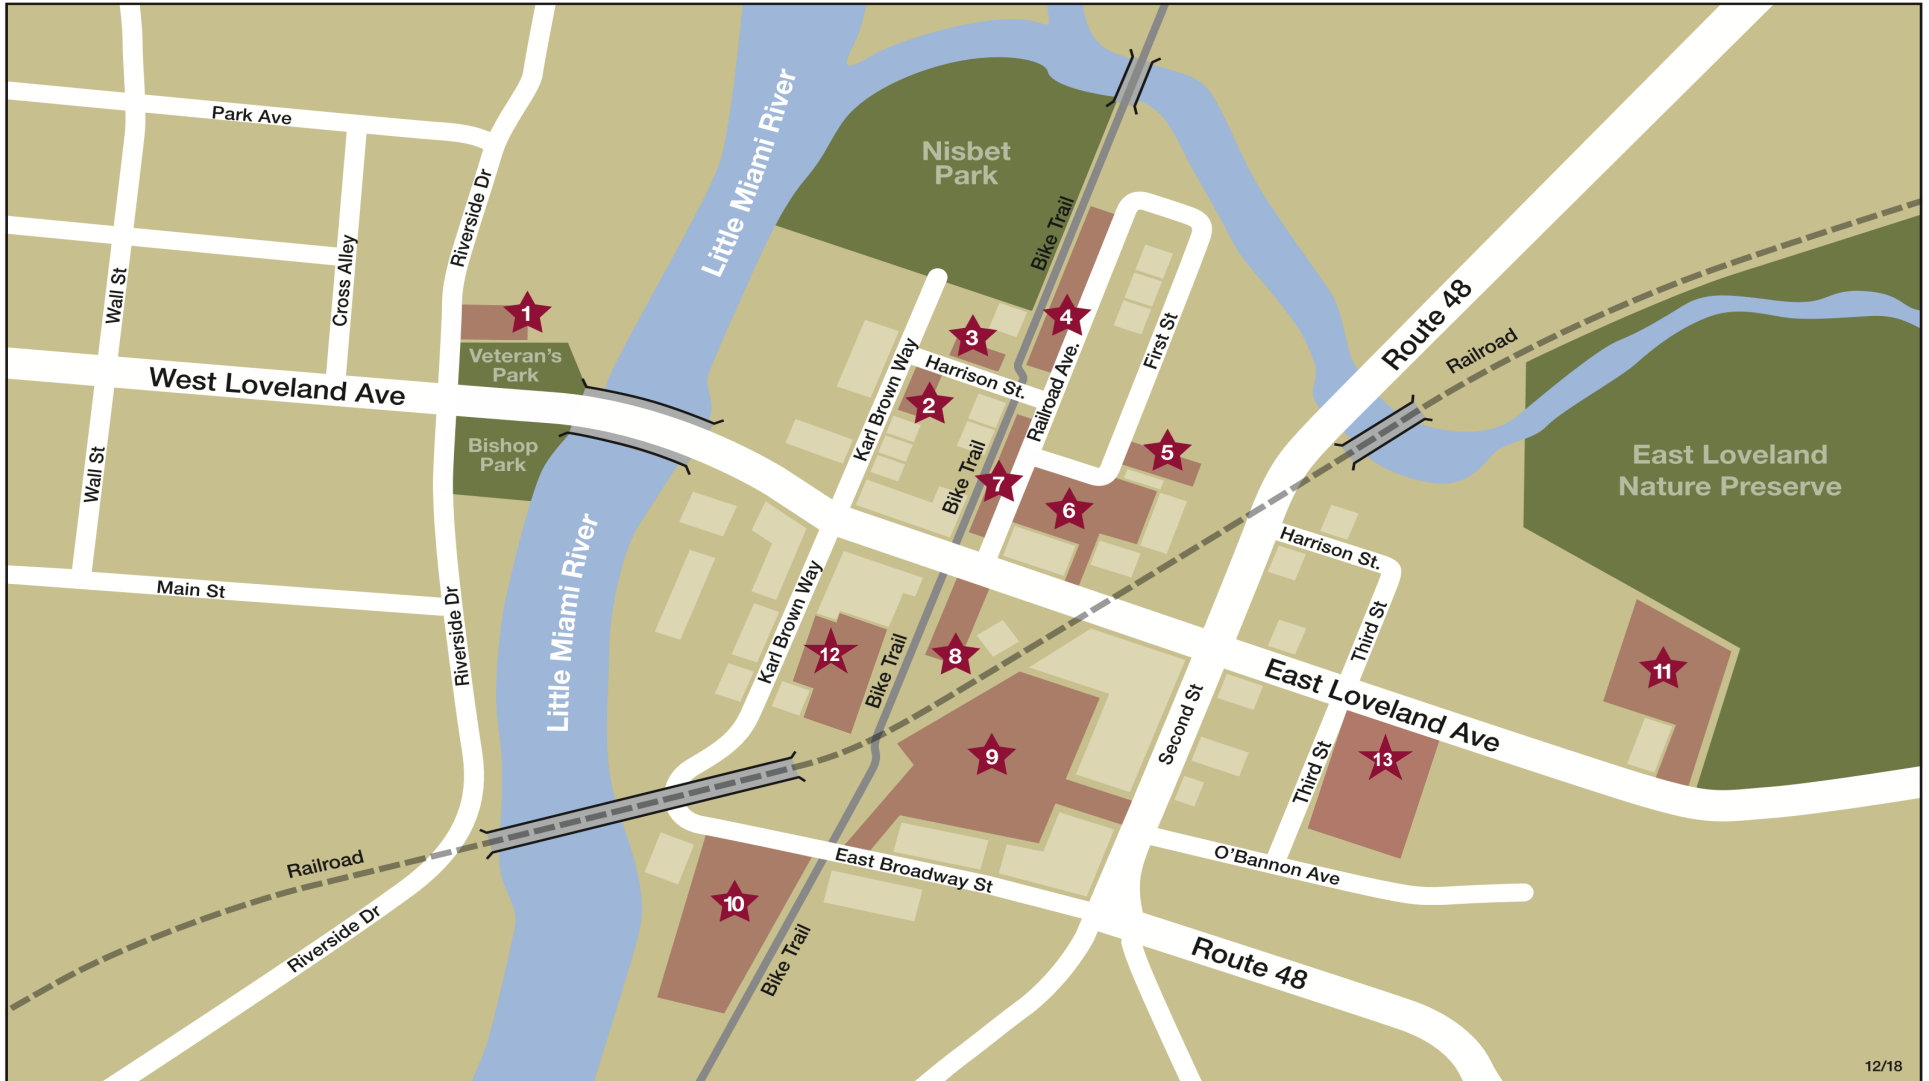 Park Ave
Riverside Dr
Little Miami River
Nisbet
Park
Bike Trail
Wall St
Cross Alley
1
Veteran's
Park
West Loveland Ave
Bishop
Park
Wall St
Main St
Riverside Dr
Little Miami River
Karl Brown Way
3
Harrison St.
2
4
Railroad Ave.
First St
5
Bike Trail
7
6
Route 48
Railroad
East Loveland
Nature Preserve
Harrison St.
Third St
Karl Brown Way
12
Bike Trail
8
East Loveland Ave
11
Second St
9
Third St
13
Railroad
Riverside Dr
East Broadway St
O'Bannon Ave
10
Bike Trail
Route 48
12/18